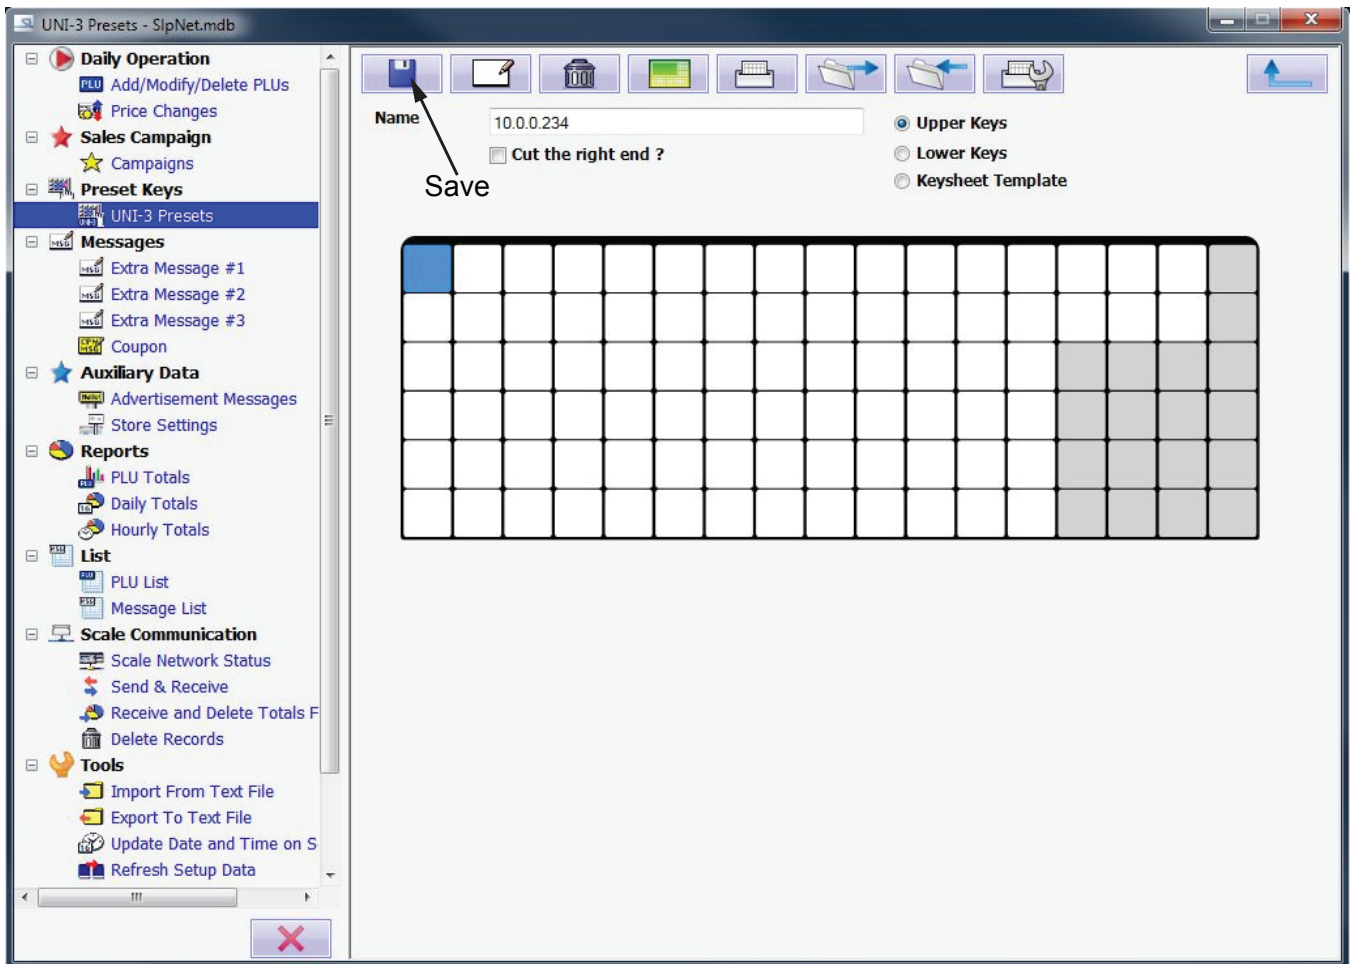 UNI-3 Presets - SlpNet.mdb
Daily Operation
Add/Modify/Delete PLUs
Price Changes
Sales Campaign
Campaigns
Preset Keys
UNI-3 Presets
Messages
Extra Message #1
Extra Message #2
Extra Message #3
Coupon
Auxiliary Data
Advertisement Messages
Store Settings
Reports
PLU Totals
Daily Totals
Hourly Totals
List
PLU List
Message List
Scale Communication
Scale Network Status
Send & Receive
Receive and Delete Totals F
Delete Records
Tools
Import From Text File
Export To Text File
Update Date and Time on S
Refresh Setup Data
Name
10.0.0.234
Cut the right end ?
Save
Upper Keys
Lower Keys
Keysheet Template